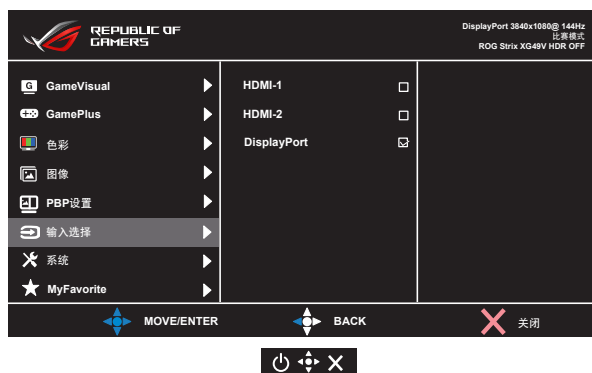 REPUBLIC OF
GAMERS
DisplayPort 3840x1080@ 144Hz
比赛模式
ROG Strix XG49V HDR OFF
G GameVisual
GamePlus
色彩
图像
PBP设置
输入选择
系统
MyFavorite
HDMI-1
HDMI-2
DisplayPort
MOVE/ENTER
BACK
关闭